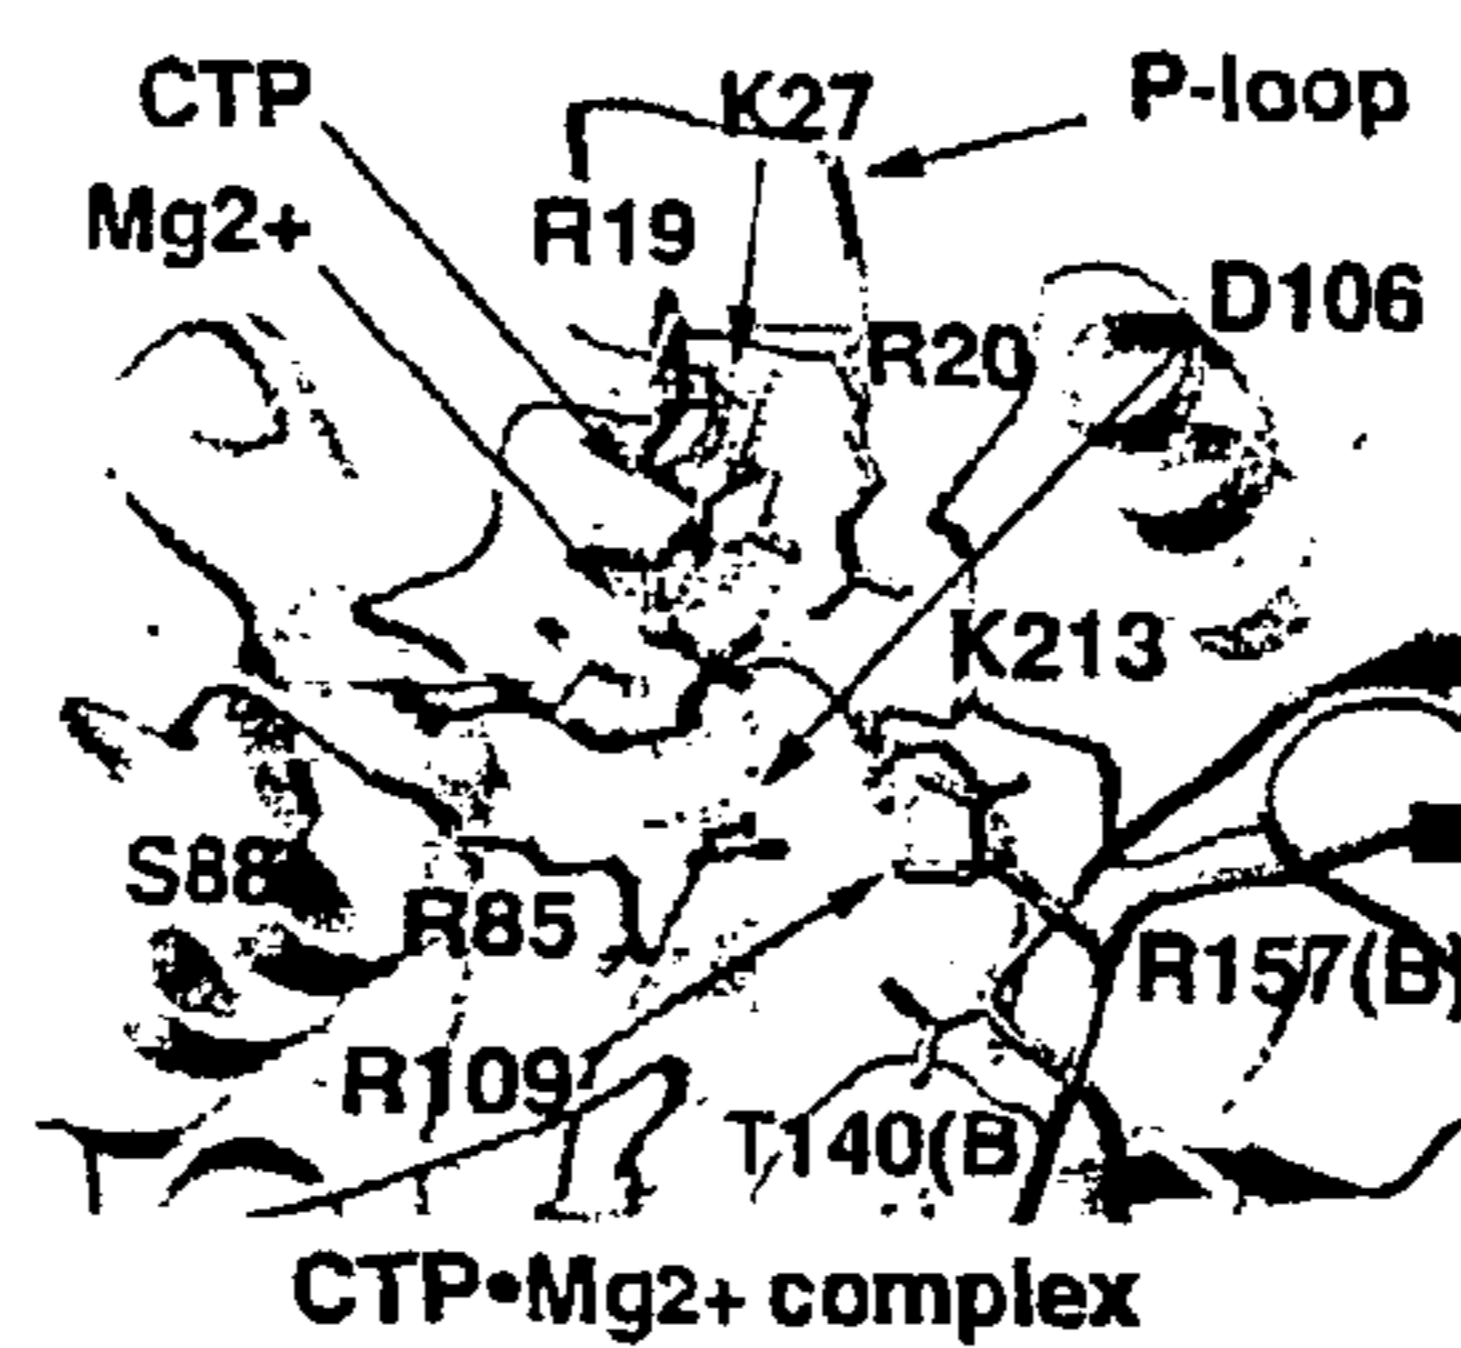 CTP
K27
P-loop
Mg2+
R19
D106
R20
K213
S88
R85
R157(B)
R109
T140(B)
CTP•Mg2+ complex